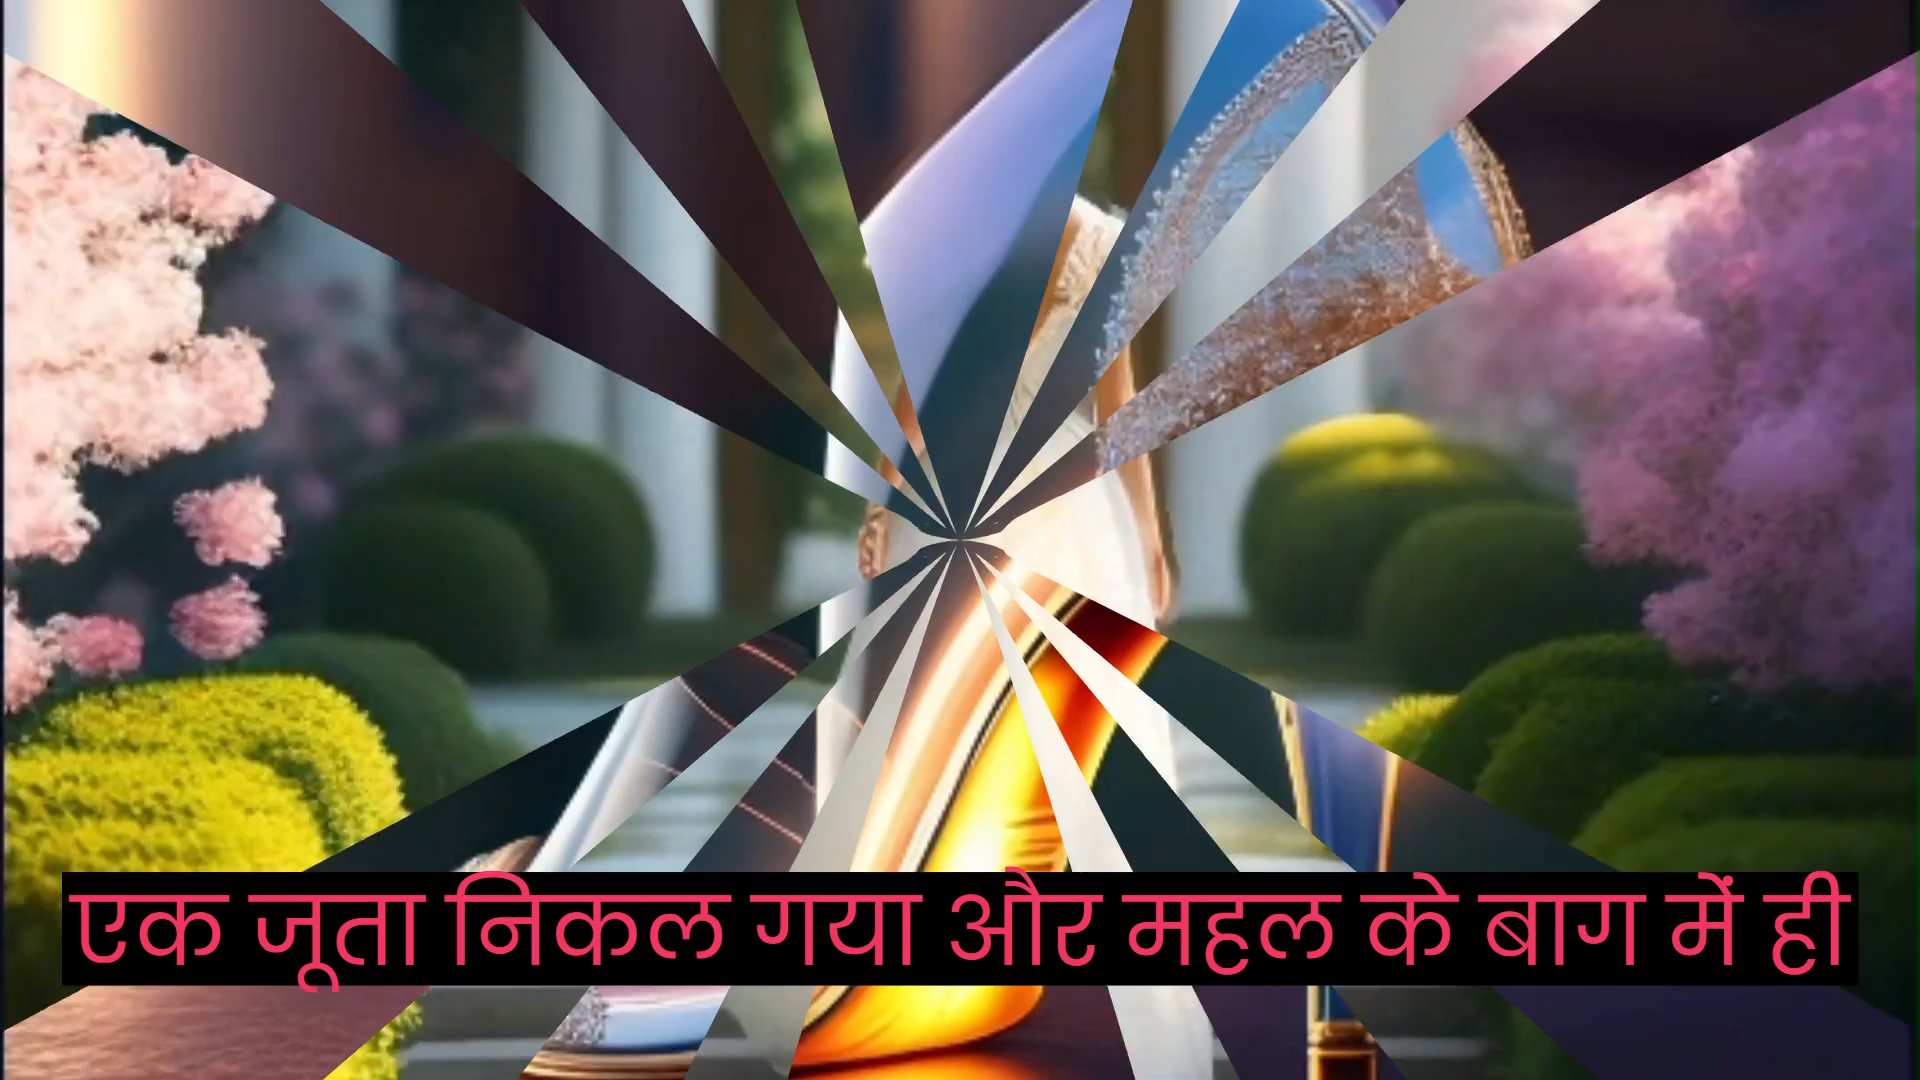 एक जूता निकल गया और महल के बाग में ही